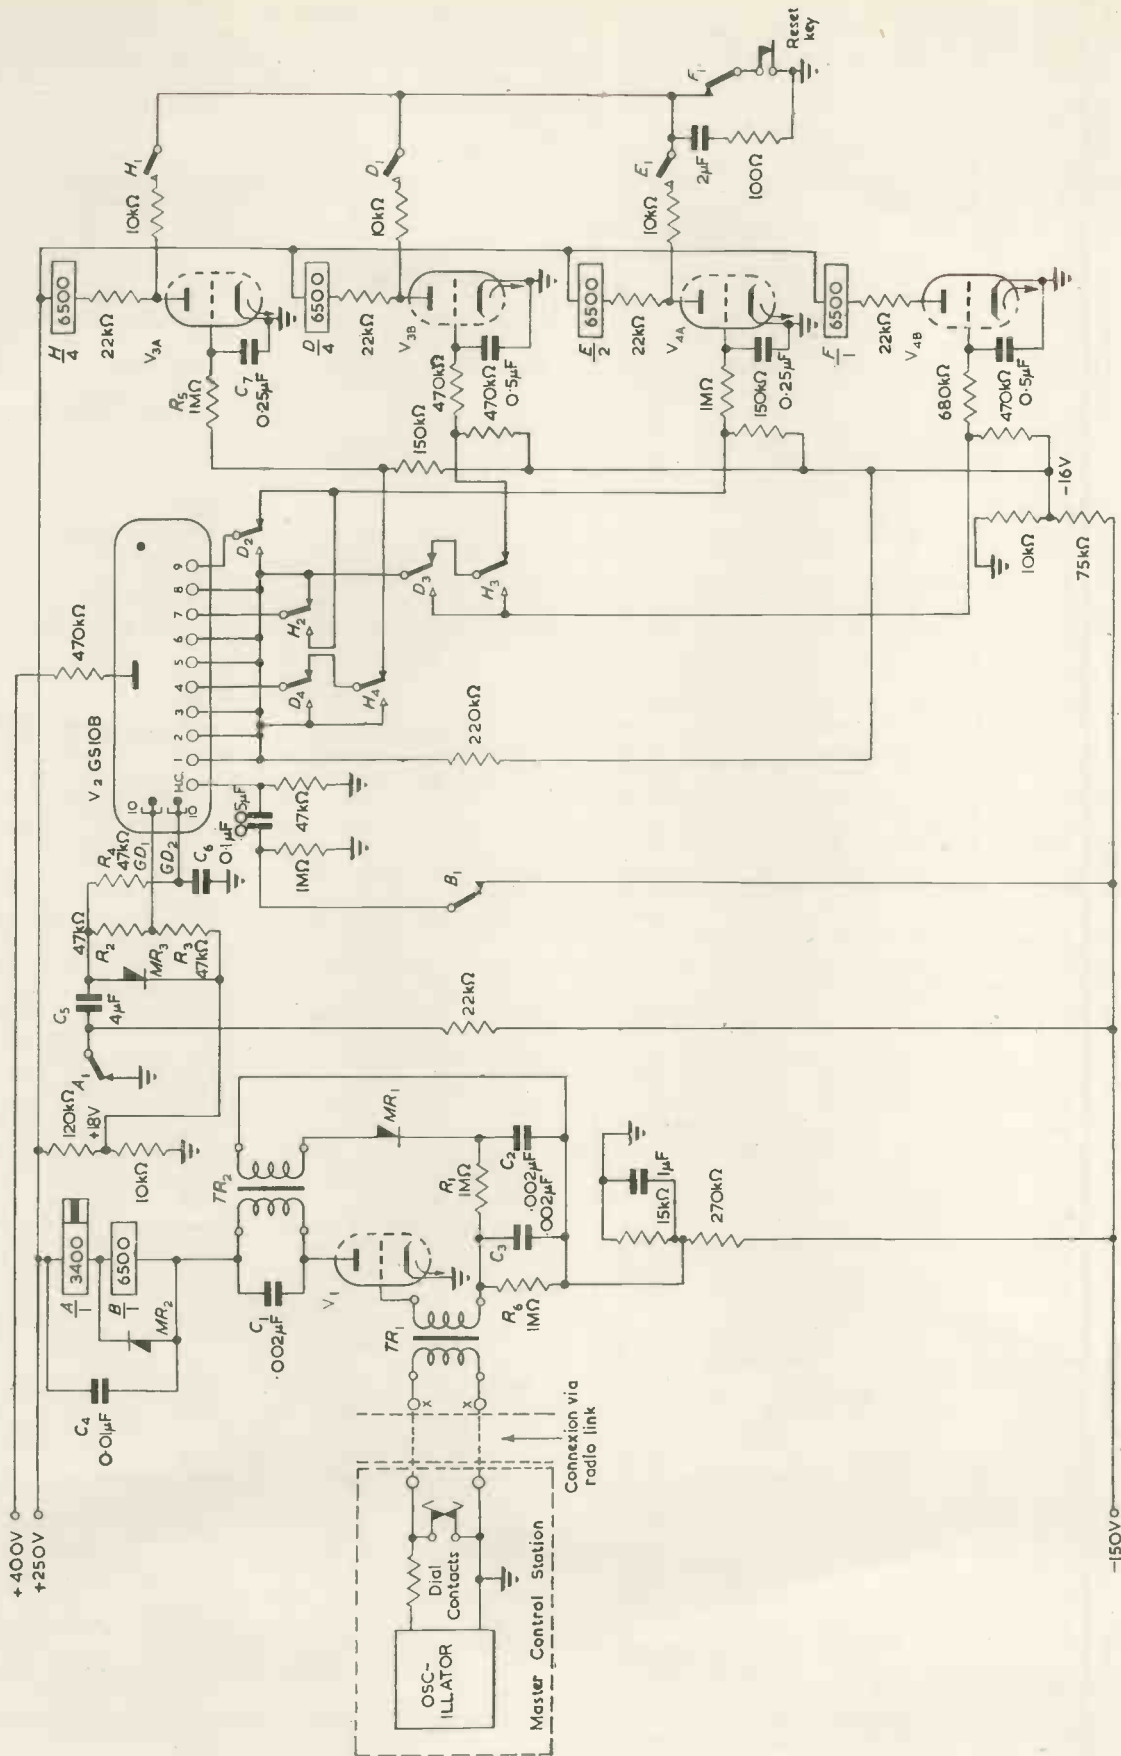 +400V
+250V
C4
0·01μF
MR2
A/1
3400
B/1
6500
120kΩ
+18V
10kΩ
A1
C5
4μF
47kΩ
R2
MR3
R3
47kΩ
R4
47kΩ
GD1
GD2
C6
0·1μF
10
10
V2 GS10B
470kΩ
H.C.
1
2
3
4
5
6
7
8
9
5μF
1MΩ
47kΩ
B1
22kΩ
220kΩ
D4
H4
H2
D2
D3
H3
C1
·002μF
TR2
MR1
V1
TR1
R1
1MΩ
C2
·002μF
C3
·002μF
R6
1MΩ
15kΩ
1μF
270kΩ
x
x
Connexion via
radio link
OSC-
ILLATOR
Dial
Contacts
Master Control Station
-150V
H/4
6500
22kΩ
V3A
R5
1MΩ
C7
0·25μF
10kΩ
H1
D/4
6500
22kΩ
V3B
470kΩ
470kΩ
0·5μF
150kΩ
10kΩ
D1
E/2
6500
22kΩ
V4A
1MΩ
150kΩ
0·25μF
10kΩ
E1
2μF
100Ω
F1
Reset
key
F/1
6500
22kΩ
V4B
680kΩ
470kΩ
0·5μF
-16V
10kΩ
75kΩ